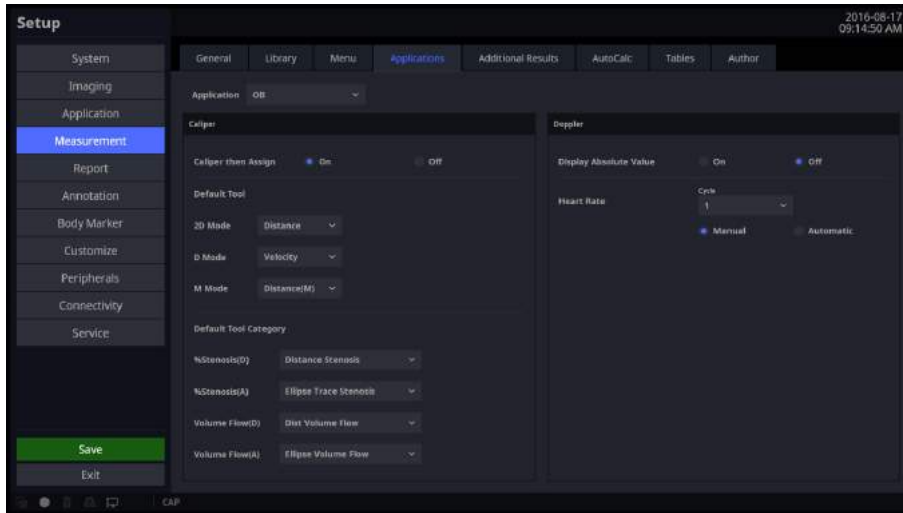 Setup
2016-08-17
09:14:50 AM
System
Imaging
Application
Measurement
Report
Annotation
Body Marker
Customize
Peripherals
Connectivity
Service
Save
Exit
General Library Menu Applications Additional Results AutoCalc Tables Author
Application OB
Caliper
Caliper then Assign On Off
Default Tool
2D Mode Distance
D Mode Velocity
M Mode Distance(M)
Default Tool Category
%Stenosis(D) Distance Stenosis
%Stenosis(A) Ellipse Trace Stenosis
Volume Flow(D) Dist Volume Flow
Volume Flow(A) Ellipse Volume Flow
Doppler
Display Absolute Value On Off
Cycle
Heart Rate 1
Manual Automatic
CAP